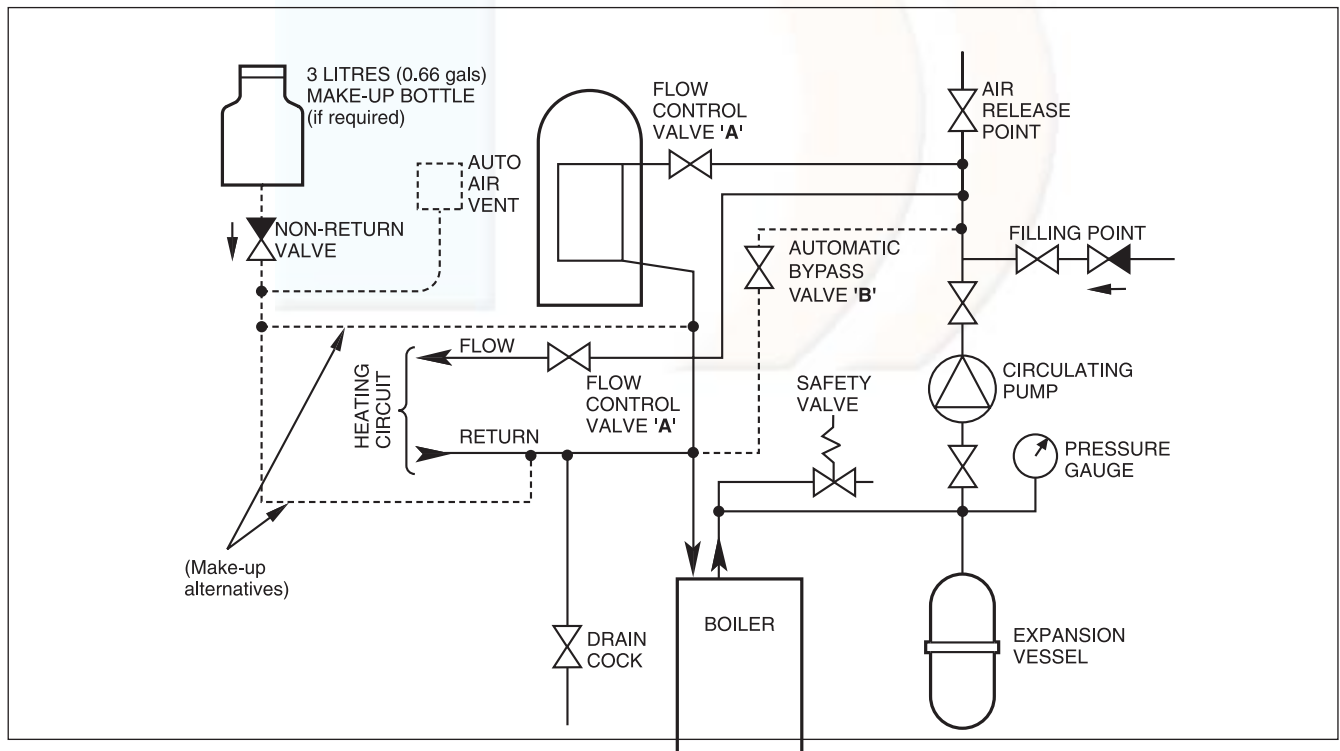 3 LITRES (0.66 gals)
MAKE-UP BOTTLE
(if required)
FLOW
CONTROL
VALVE 'A'
AIR
RELEASE
POINT
AUTO
AIR
VENT
NON-RETURN
VALVE
AUTOMATIC
BYPASS
VALVE 'B'
FILLING POINT
FLOW
FLOW
CONTROL
VALVE 'A'
HEATING
CIRCUIT
RETURN
SAFETY
VALVE
CIRCULATING
PUMP
PRESSURE
GAUGE
(Make-up
alternatives)
DRAIN
COCK
BOILER
EXPANSION
VESSEL